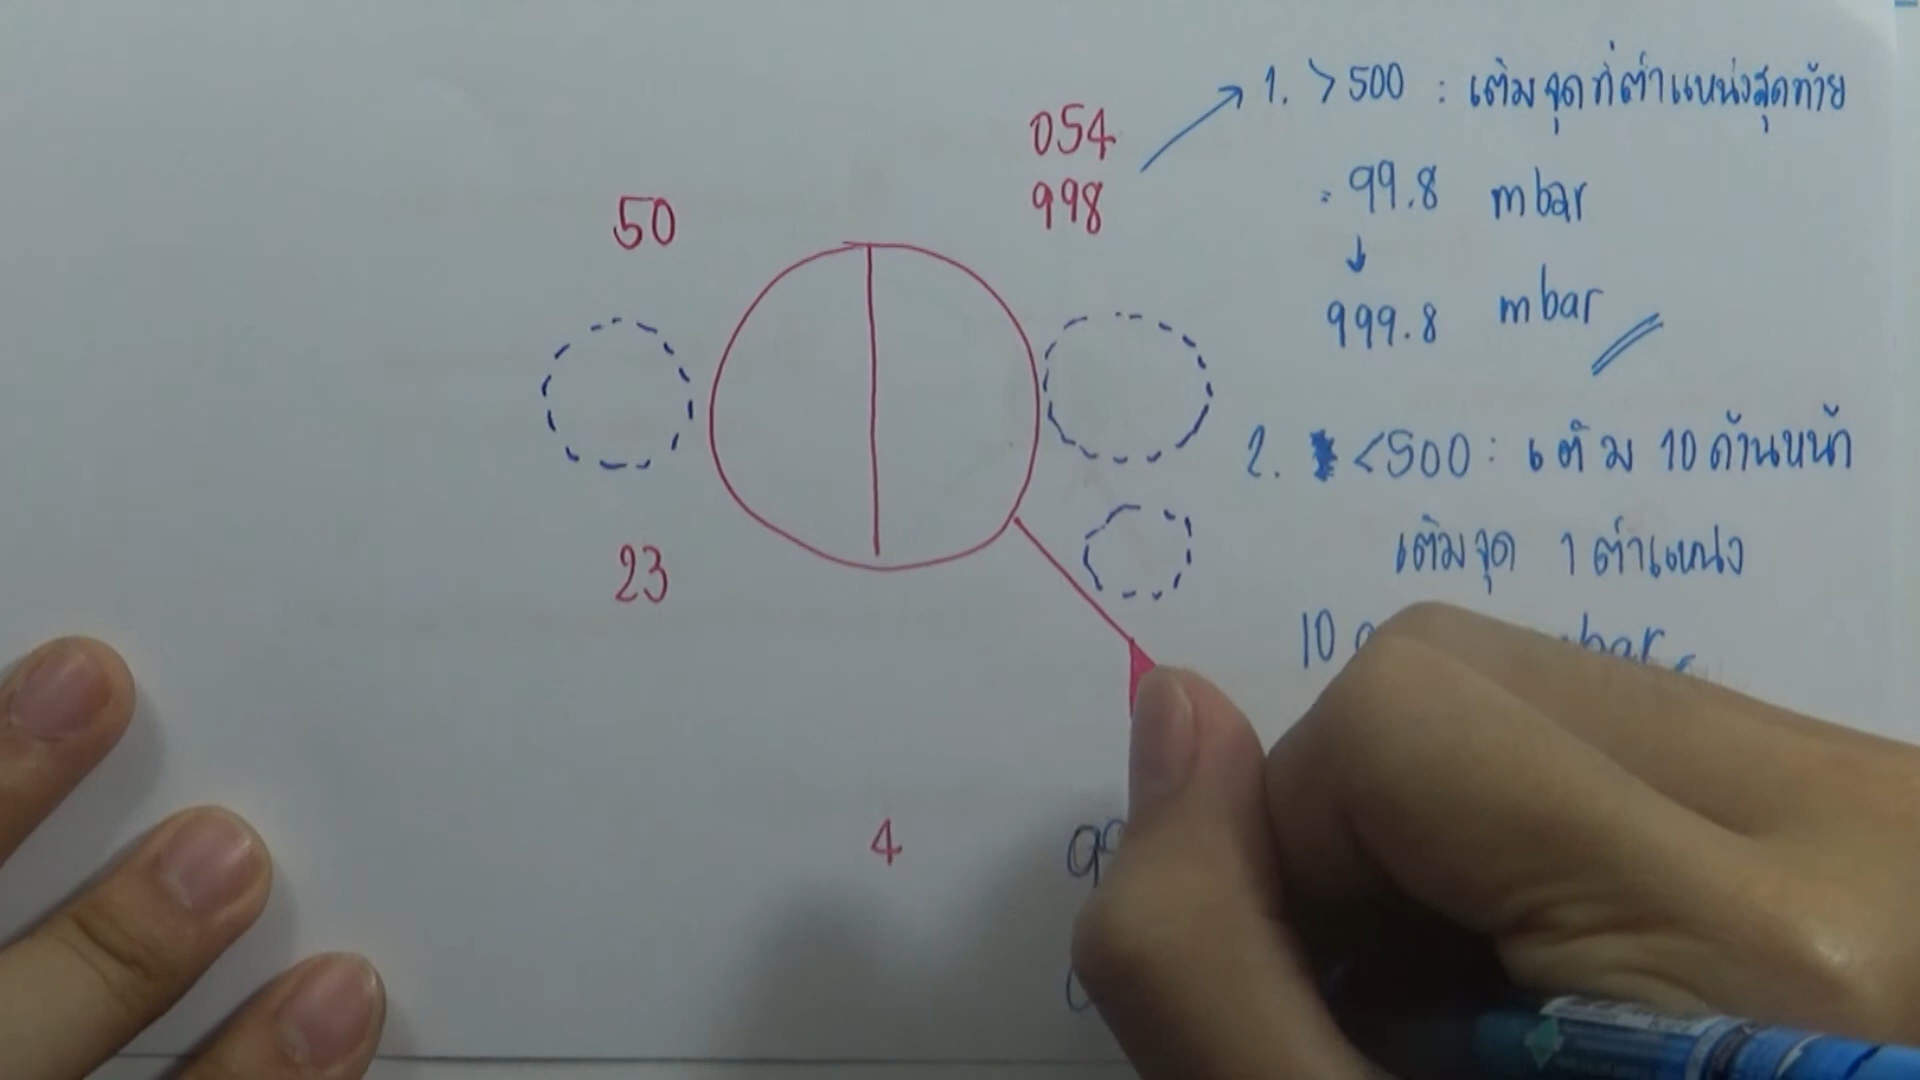 50
054
998
23
4
1. > 500 : เติมจุดที่ตำแหน่งสุดท้าย
= 99.8 mbar
↓
999.8 mbar
2. < 500 : เติม 10 ด้านหน้า
เติมจุด 1 ตำแหน่ง
10